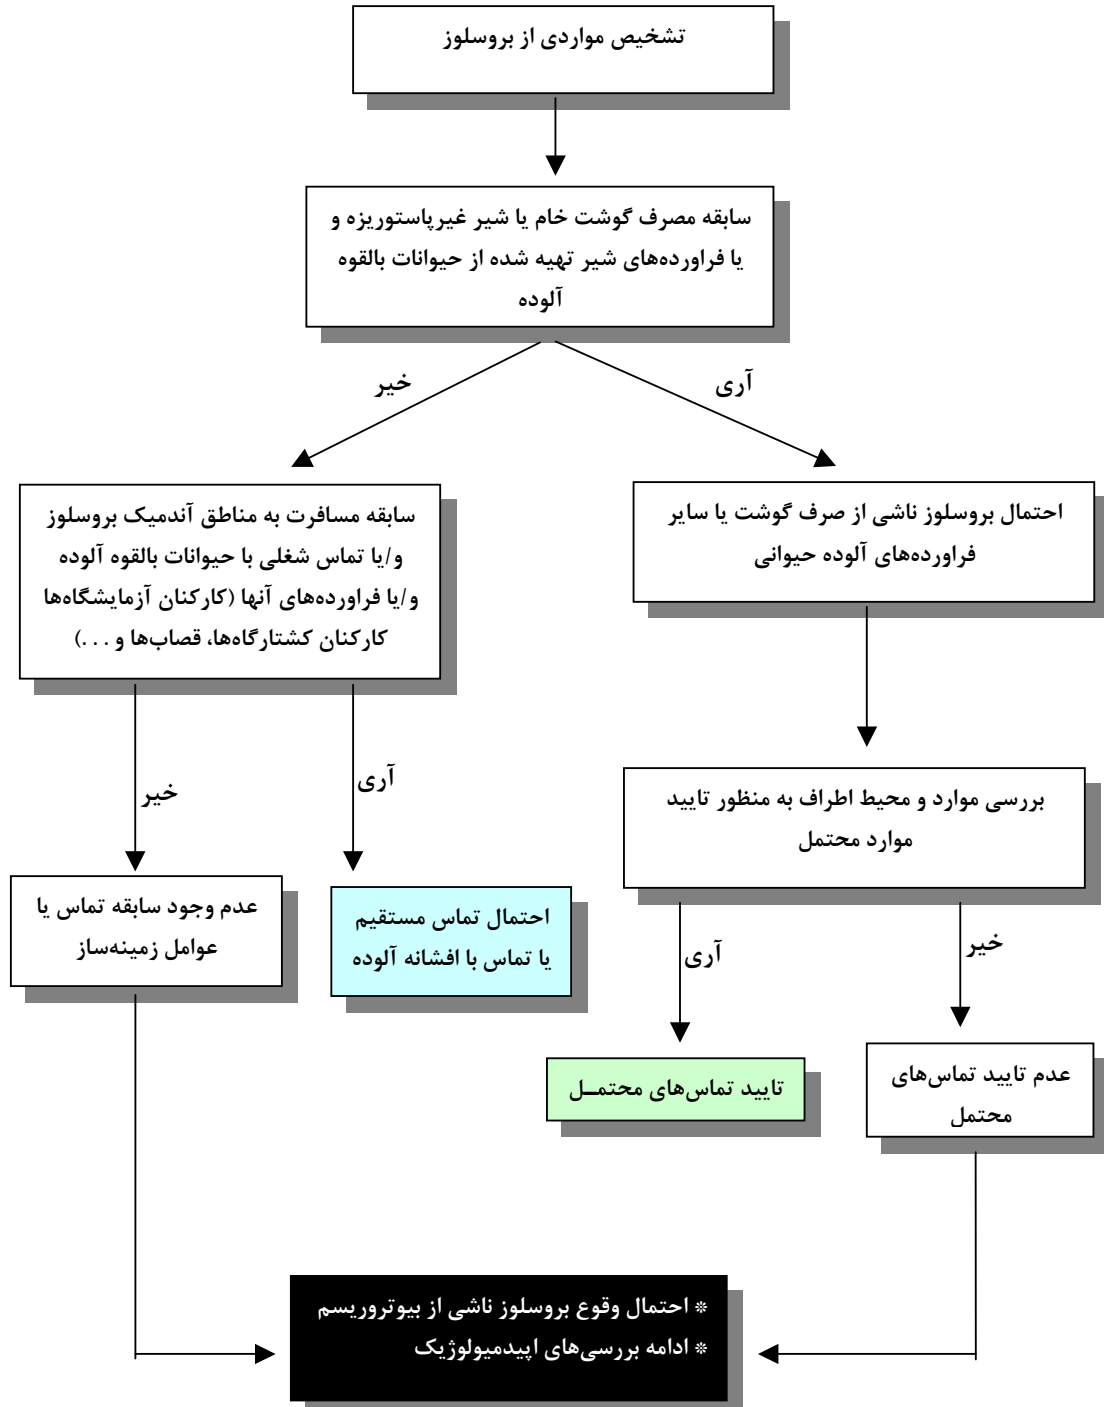 تشخیص مواردی از بروسلوز
سابقه مصرف گوشت خام یا شیر غیرپاستوریزه و
یا فراورده‌های شیر تهیه شده از حیوانات بالقوه
آلوده
آری
خیر
احتمال بروسلوز ناشی از صرف گوشت یا سایر
فراورده‌های آلوده حیوانی
سابقه مسافرت به مناطق آندمیک بروسلوز
و/یا تماس شغلی با حیوانات بالقوه آلوده
و/یا فراورده‌های آنها (کارکنان آزمایشگاه‌ها
کارکنان کشتارگاه‌ها، قصاب‌ها و ...)
بررسی موارد و محیط اطراف به منظور تایید
موارد محتمل
آری
خیر
خیر
آری
احتمال تماس مستقیم
یا تماس با افشانه آلوده
عدم وجود سابقه تماس یا
عوامل زمینه‌ساز
عدم تایید تماس‌های
محتمل
تایید تماس‌های محتمــل
* احتمال وقوع بروسلوز ناشی از بیوتروریسم
* ادامه بررسی‌های اپیدمیولوژیک